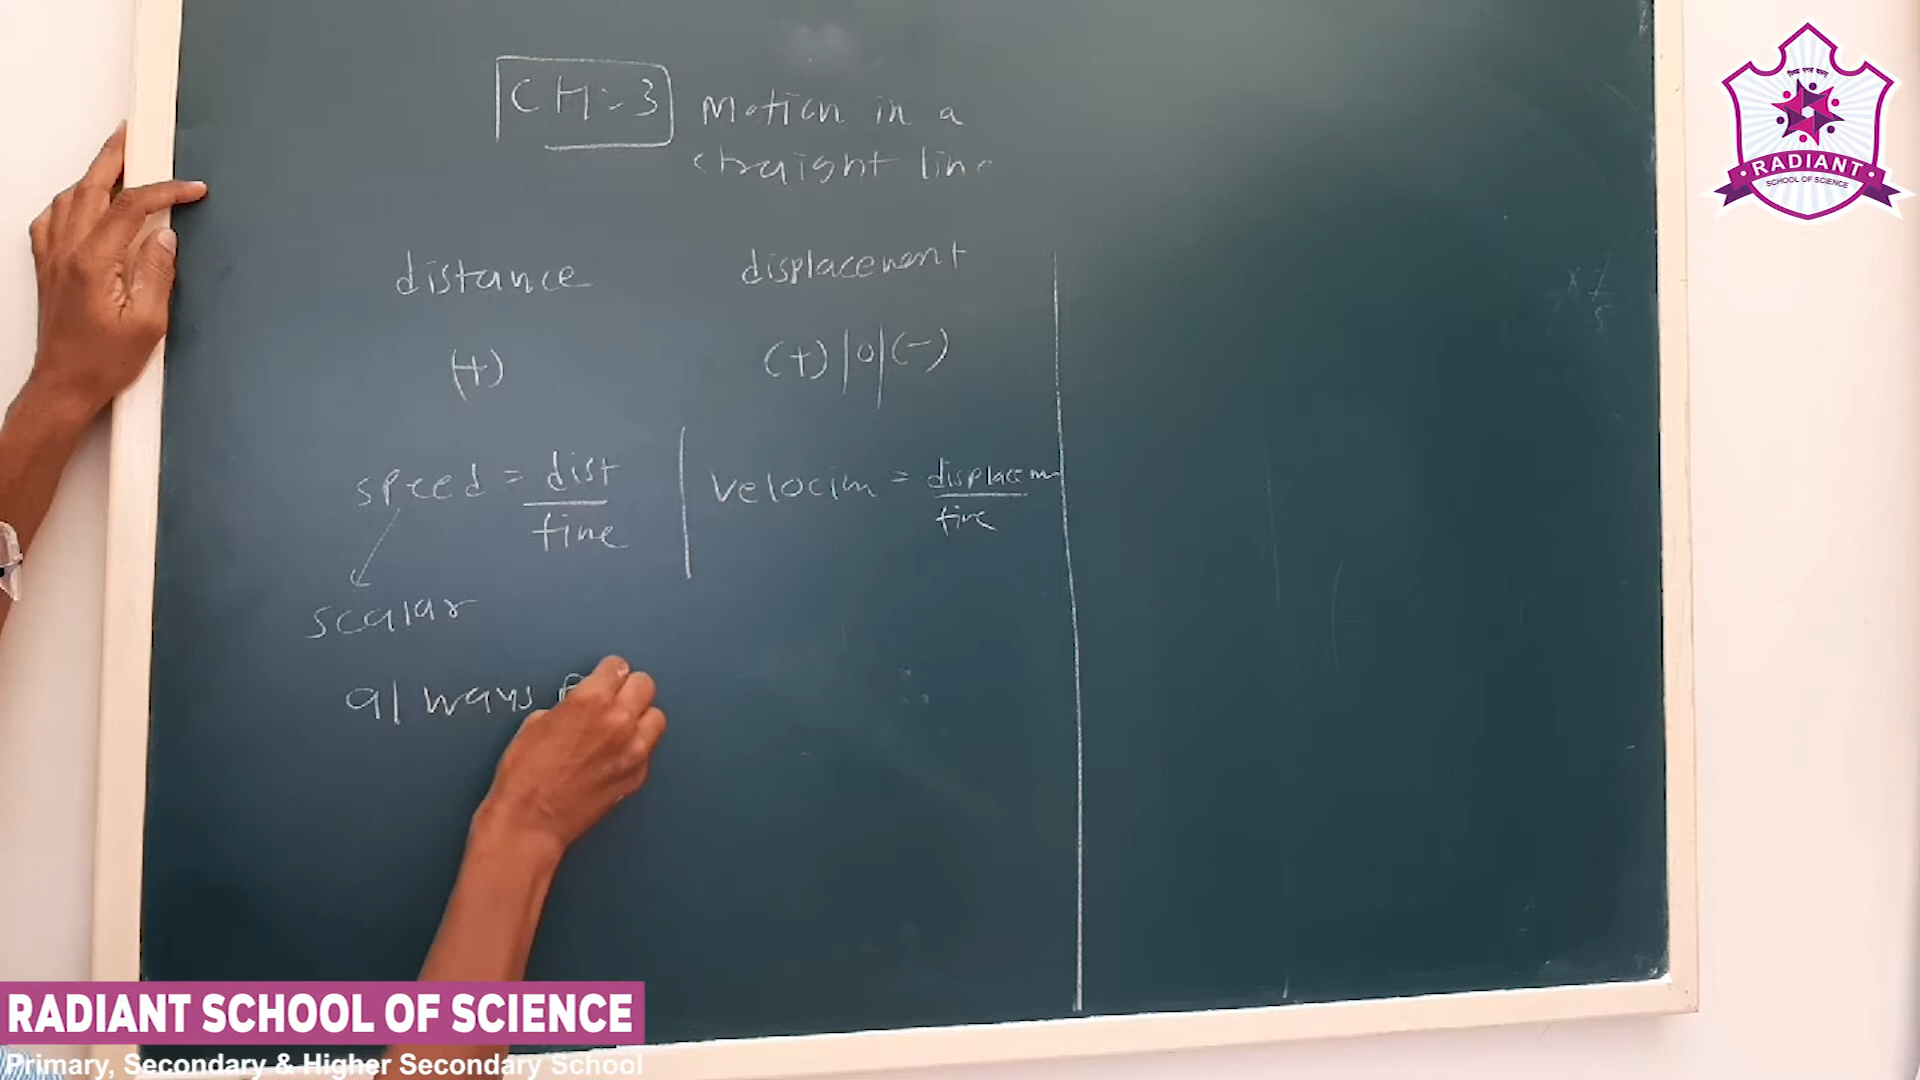 CH:-3 Motion in a
straight line
distance displacement
(+) (+)|0|(-)
speed = dist
time
velocity = displacem
time
scalar
always
RADIANT
SCHOOL OF SCIENCE
RADIANT SCHOOL OF SCIENCE
Primary, Secondary & Higher Secondary School